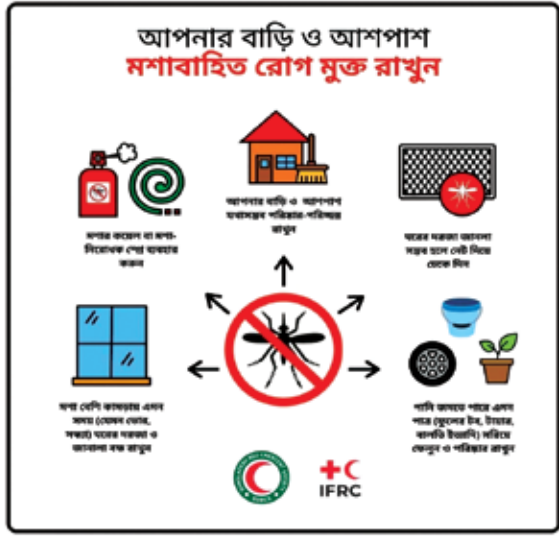 আপনার বাড়ি ও আশপাশ
মশাবাহিত রোগ মুক্ত রাখুন
আপনার বাড়ি ও আশপাশ
যথাসম্ভব পরিষ্কার-পরিচ্ছন্ন
রাখুন
মশার কয়েল বা মশা-
নিরোধক স্প্রে ব্যবহার
করুন
ঘরের দরজা জানলা
সম্ভব হলে নেট দিয়ে
ঢেকে দিন
মশা বেশি কামড়ায় এমন
সময় (যেমন ভোর,
সন্ধ্যা) ঘরের দরজা ও
জানালা বন্ধ রাখুন
পানি জমতে পারে এমন
পাত্র (ফুলের টব, টায়ার,
বালতি ইত্যাদি) সরিয়ে
ফেলুন ও পরিষ্কার রাখুন
IFRC